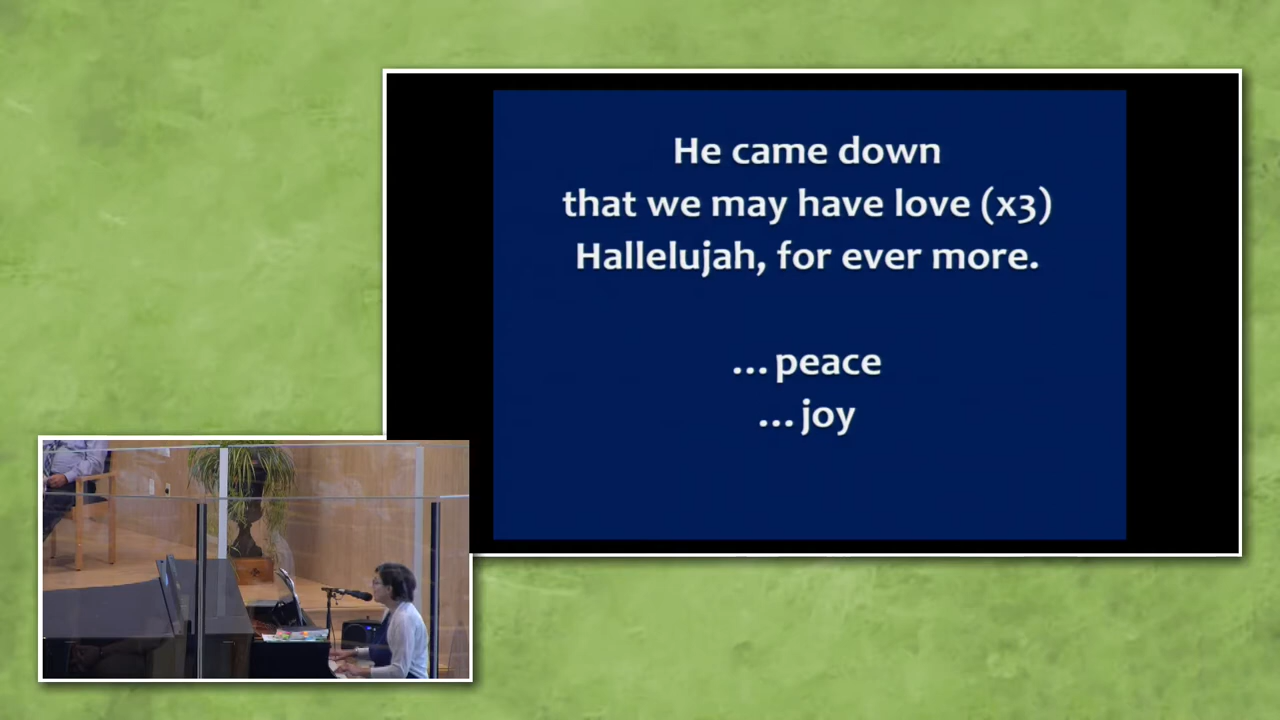 He came down
that we may have love (x3)
Hallelujah, for ever more.
...peace
...joy